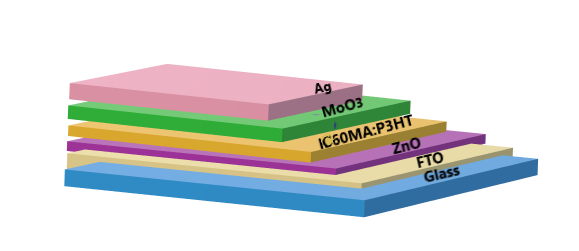 Ag
MoO3
IC60MA:P3HT
ZnO
FTO
Glass